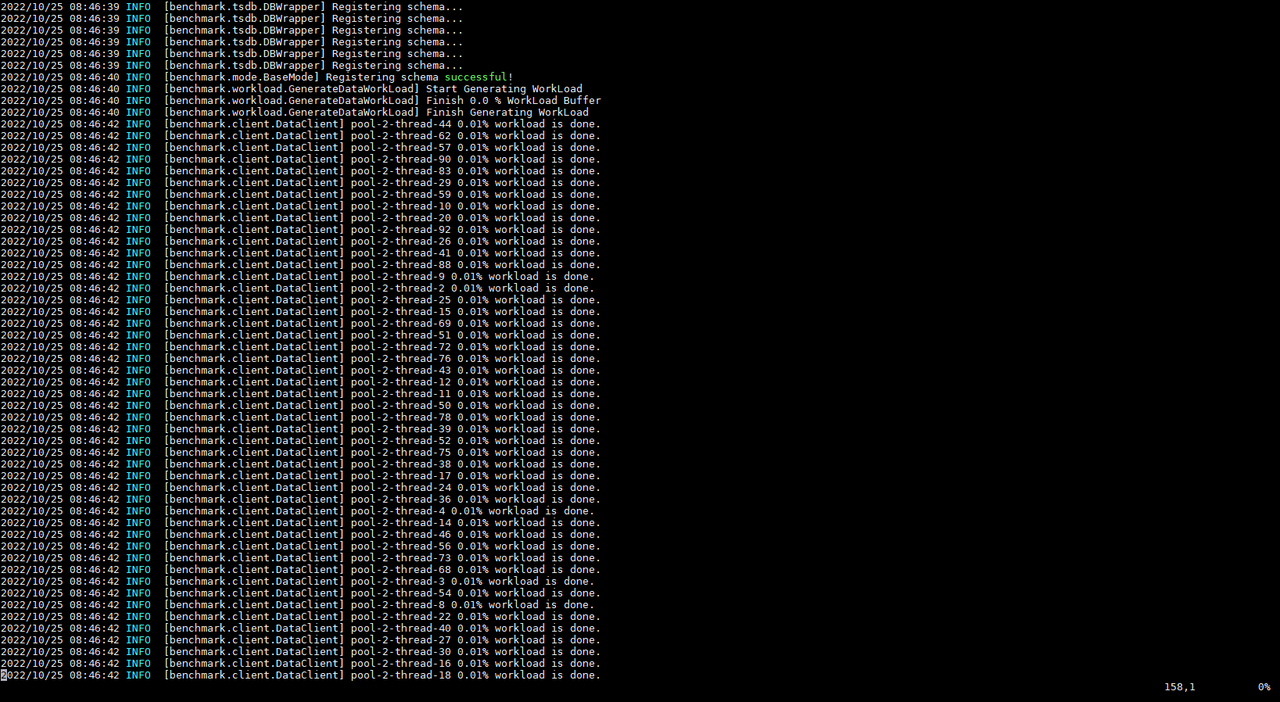 2022/10/25 08:46:39 INFO  [benchmark.tsdb.DBWrapper] Registering schema...
2022/10/25 08:46:39 INFO  [benchmark.tsdb.DBWrapper] Registering schema...
2022/10/25 08:46:39 INFO  [benchmark.tsdb.DBWrapper] Registering schema...
2022/10/25 08:46:39 INFO  [benchmark.tsdb.DBWrapper] Registering schema...
2022/10/25 08:46:39 INFO  [benchmark.tsdb.DBWrapper] Registering schema...
2022/10/25 08:46:39 INFO  [benchmark.tsdb.DBWrapper] Registering schema...
2022/10/25 08:46:40 INFO  [benchmark.mode.BaseMode] Registering schema successful!
2022/10/25 08:46:40 INFO  [benchmark.workload.GenerateDataWorkLoad] Start Generating WorkLoad
2022/10/25 08:46:40 INFO  [benchmark.workload.GenerateDataWorkLoad] Finish 0.0 % WorkLoad Buffer
2022/10/25 08:46:40 INFO  [benchmark.workload.GenerateDataWorkLoad] Finish Generating WorkLoad
2022/10/25 08:46:42 INFO  [benchmark.client.DataClient] pool-2-thread-44 0.01% workload is done.
2022/10/25 08:46:42 INFO  [benchmark.client.DataClient] pool-2-thread-62 0.01% workload is done.
2022/10/25 08:46:42 INFO  [benchmark.client.DataClient] pool-2-thread-57 0.01% workload is done.
2022/10/25 08:46:42 INFO  [benchmark.client.DataClient] pool-2-thread-90 0.01% workload is done.
2022/10/25 08:46:42 INFO  [benchmark.client.DataClient] pool-2-thread-83 0.01% workload is done.
2022/10/25 08:46:42 INFO  [benchmark.client.DataClient] pool-2-thread-29 0.01% workload is done.
2022/10/25 08:46:42 INFO  [benchmark.client.DataClient] pool-2-thread-59 0.01% workload is done.
2022/10/25 08:46:42 INFO  [benchmark.client.DataClient] pool-2-thread-10 0.01% workload is done.
2022/10/25 08:46:42 INFO  [benchmark.client.DataClient] pool-2-thread-20 0.01% workload is done.
2022/10/25 08:46:42 INFO  [benchmark.client.DataClient] pool-2-thread-92 0.01% workload is done.
2022/10/25 08:46:42 INFO  [benchmark.client.DataClient] pool-2-thread-26 0.01% workload is done.
2022/10/25 08:46:42 INFO  [benchmark.client.DataClient] pool-2-thread-41 0.01% workload is done.
2022/10/25 08:46:42 INFO  [benchmark.client.DataClient] pool-2-thread-88 0.01% workload is done.
2022/10/25 08:46:42 INFO  [benchmark.client.DataClient] pool-2-thread-9 0.01% workload is done.
2022/10/25 08:46:42 INFO  [benchmark.client.DataClient] pool-2-thread-2 0.01% workload is done.
2022/10/25 08:46:42 INFO  [benchmark.client.DataClient] pool-2-thread-25 0.01% workload is done.
2022/10/25 08:46:42 INFO  [benchmark.client.DataClient] pool-2-thread-15 0.01% workload is done.
2022/10/25 08:46:42 INFO  [benchmark.client.DataClient] pool-2-thread-69 0.01% workload is done.
2022/10/25 08:46:42 INFO  [benchmark.client.DataClient] pool-2-thread-51 0.01% workload is done.
2022/10/25 08:46:42 INFO  [benchmark.client.DataClient] pool-2-thread-72 0.01% workload is done.
2022/10/25 08:46:42 INFO  [benchmark.client.DataClient] pool-2-thread-76 0.01% workload is done.
2022/10/25 08:46:42 INFO  [benchmark.client.DataClient] pool-2-thread-43 0.01% workload is done.
2022/10/25 08:46:42 INFO  [benchmark.client.DataClient] pool-2-thread-12 0.01% workload is done.
2022/10/25 08:46:42 INFO  [benchmark.client.DataClient] pool-2-thread-11 0.01% workload is done.
2022/10/25 08:46:42 INFO  [benchmark.client.DataClient] pool-2-thread-50 0.01% workload is done.
2022/10/25 08:46:42 INFO  [benchmark.client.DataClient] pool-2-thread-78 0.01% workload is done.
2022/10/25 08:46:42 INFO  [benchmark.client.DataClient] pool-2-thread-39 0.01% workload is done.
2022/10/25 08:46:42 INFO  [benchmark.client.DataClient] pool-2-thread-52 0.01% workload is done.
2022/10/25 08:46:42 INFO  [benchmark.client.DataClient] pool-2-thread-75 0.01% workload is done.
2022/10/25 08:46:42 INFO  [benchmark.client.DataClient] pool-2-thread-38 0.01% workload is done.
2022/10/25 08:46:42 INFO  [benchmark.client.DataClient] pool-2-thread-17 0.01% workload is done.
2022/10/25 08:46:42 INFO  [benchmark.client.DataClient] pool-2-thread-24 0.01% workload is done.
2022/10/25 08:46:42 INFO  [benchmark.client.DataClient] pool-2-thread-36 0.01% workload is done.
2022/10/25 08:46:42 INFO  [benchmark.client.DataClient] pool-2-thread-4 0.01% workload is done.
2022/10/25 08:46:42 INFO  [benchmark.client.DataClient] pool-2-thread-14 0.01% workload is done.
2022/10/25 08:46:42 INFO  [benchmark.client.DataClient] pool-2-thread-46 0.01% workload is done.
2022/10/25 08:46:42 INFO  [benchmark.client.DataClient] pool-2-thread-56 0.01% workload is done.
2022/10/25 08:46:42 INFO  [benchmark.client.DataClient] pool-2-thread-73 0.01% workload is done.
2022/10/25 08:46:42 INFO  [benchmark.client.DataClient] pool-2-thread-68 0.01% workload is done.
2022/10/25 08:46:42 INFO  [benchmark.client.DataClient] pool-2-thread-3 0.01% workload is done.
2022/10/25 08:46:42 INFO  [benchmark.client.DataClient] pool-2-thread-54 0.01% workload is done.
2022/10/25 08:46:42 INFO  [benchmark.client.DataClient] pool-2-thread-8 0.01% workload is done.
2022/10/25 08:46:42 INFO  [benchmark.client.DataClient] pool-2-thread-22 0.01% workload is done.
2022/10/25 08:46:42 INFO  [benchmark.client.DataClient] pool-2-thread-40 0.01% workload is done.
2022/10/25 08:46:42 INFO  [benchmark.client.DataClient] pool-2-thread-27 0.01% workload is done.
2022/10/25 08:46:42 INFO  [benchmark.client.DataClient] pool-2-thread-30 0.01% workload is done.
2022/10/25 08:46:42 INFO  [benchmark.client.DataClient] pool-2-thread-16 0.01% workload is done.
2022/10/25 08:46:42 INFO  [benchmark.client.DataClient] pool-2-thread-18 0.01% workload is done.
158,1 0%